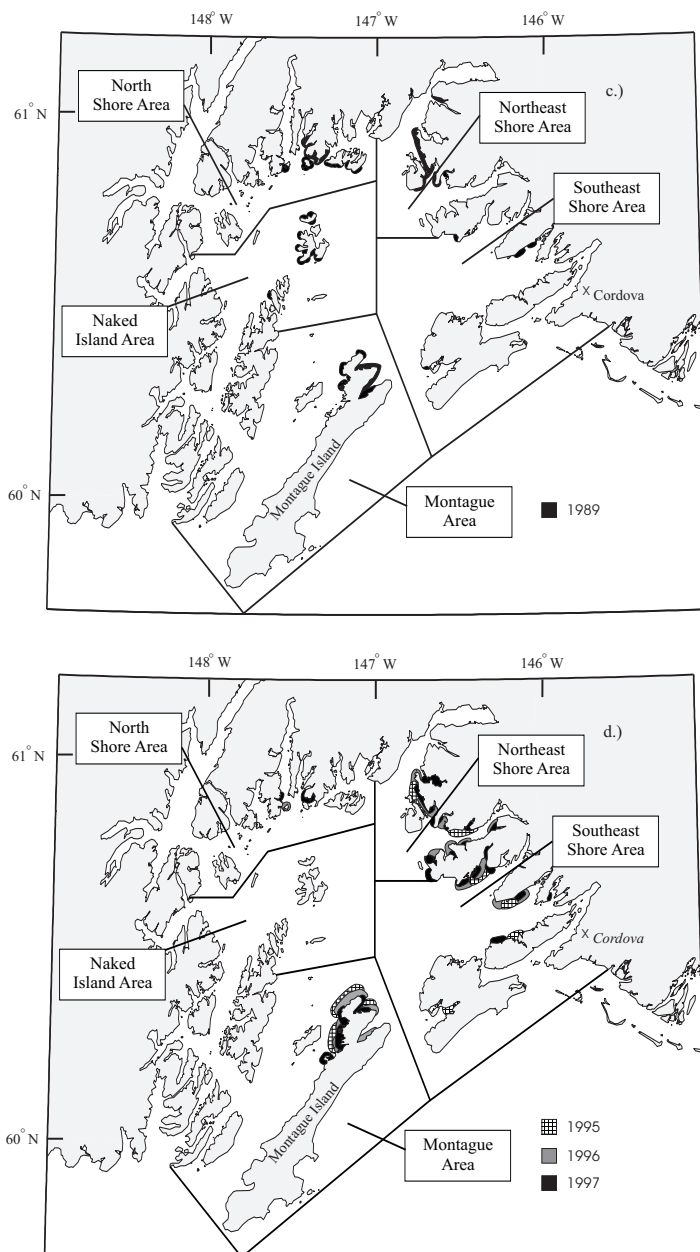 148° W
147° W
146° W
North
Shore Area
c.)
61° N
Northeast
Shore Area
Southeast
Shore Area
Cordova
Naked
Island Area
Montague Island
60° N
Montague
Area
1989
148° W
147° W
146° W
North
Shore Area
d.)
61° N
Northeast
Shore Area
Southeast
Shore Area
Cordova
Naked
Island Area
Montague Island
1995
60° N
Montague
Area
1996
1997